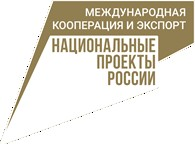 МЕЖДУНАРОДНАЯ
КООПЕРАЦИЯ И ЭКСПОРТ
НАЦИОНАЛЬНЫЕ
ПРОЕКТЫ
РОССИИ